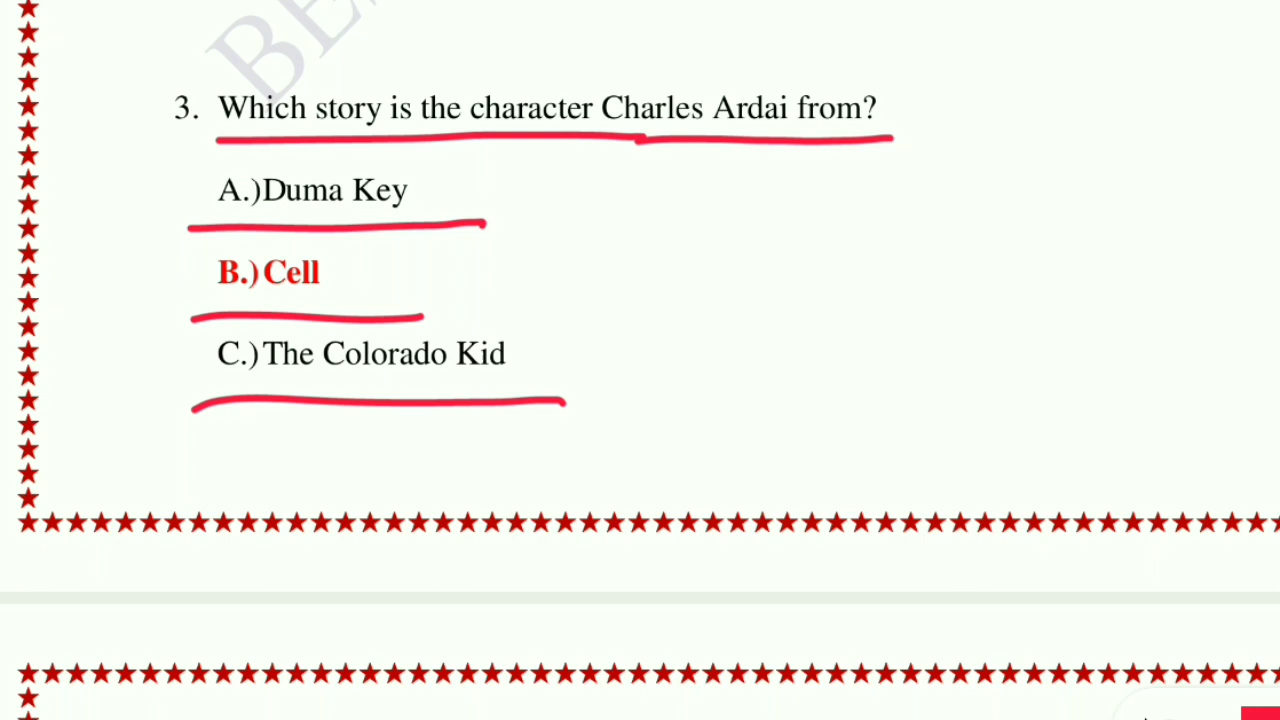 3. Which story is the character Charles Ardai from?
A.)Duma Key
B.)Cell
C.)The Colorado Kid